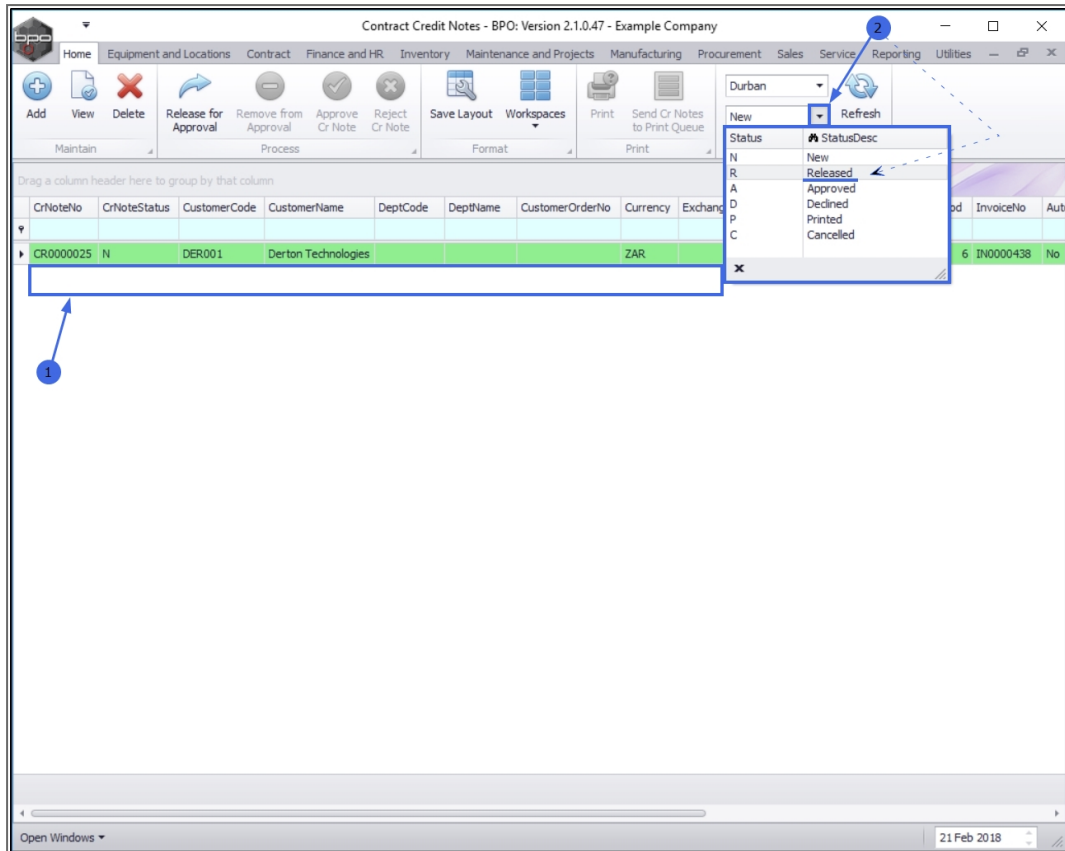 Contract Credit Notes - BPO: Version 2.1.0.47 - Example Company
2
bpo
Home Equipment and Locations Contract Finance and HR Inventory Maintenance and Projects Manufacturing Procurement Sales Service Reporting Utilities
Durban
Add View Delete Release for Approval Remove from Approval Approve Cr Note Reject Cr Note Save Layout Workspaces Print Send Cr Notes to Print Queue New Refresh
Maintain Process Format Print
Status StatusDesc
N New
R Released
A Approved
D Declined
P Printed
C Cancelled
Drag a column header here to group by that column
CrNoteNo CrNoteStatus CustomerCode CustomerName DeptCode DeptName CustomerOrderNo Currency Exchang od InvoiceNo Aut
CR0000025 N DER001 Derton Technologies ZAR 6 IN0000438 No
1
Open Windows 21 Feb 2018